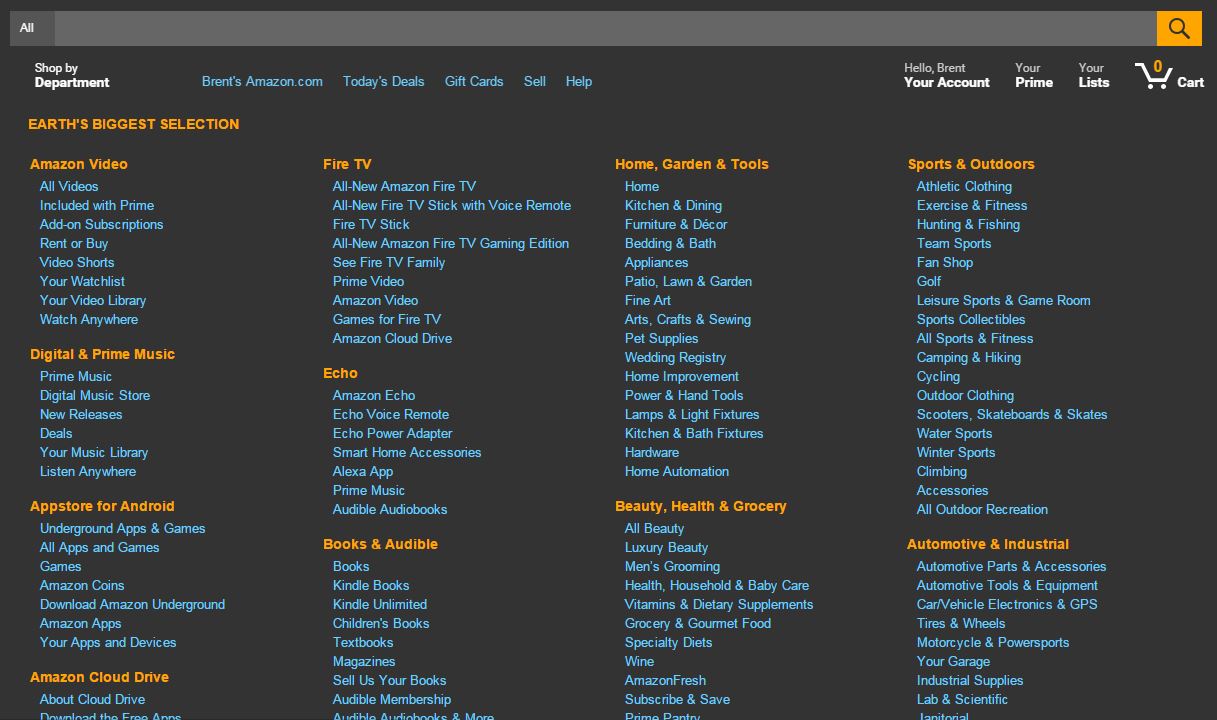 All
Shop by
Department
Brent's Amazon.com
Today's Deals
Gift Cards
Sell
Help
Hello, Brent
Your Account
Your
Prime
Your
Lists
0
Cart
EARTH'S BIGGEST SELECTION
Amazon Video
All Videos
Included with Prime
Add-on Subscriptions
Rent or Buy
Video Shorts
Your Watchlist
Your Video Library
Watch Anywhere
Digital & Prime Music
Prime Music
Digital Music Store
New Releases
Deals
Your Music Library
Listen Anywhere
Appstore for Android
Underground Apps & Games
All Apps and Games
Games
Amazon Coins
Download Amazon Underground
Amazon Apps
Your Apps and Devices
Amazon Cloud Drive
About Cloud Drive
Download the Free Apps
Fire TV
All-New Amazon Fire TV
All-New Fire TV Stick with Voice Remote
Fire TV Stick
All-New Amazon Fire TV Gaming Edition
See Fire TV Family
Prime Video
Amazon Video
Games for Fire TV
Amazon Cloud Drive
Echo
Amazon Echo
Echo Voice Remote
Echo Power Adapter
Smart Home Accessories
Alexa App
Prime Music
Audible Audiobooks
Books & Audible
Books
Kindle Books
Kindle Unlimited
Children's Books
Textbooks
Magazines
Sell Us Your Books
Audible Membership
Audible Audiobooks & More
Home, Garden & Tools
Home
Kitchen & Dining
Furniture & Décor
Bedding & Bath
Appliances
Patio, Lawn & Garden
Fine Art
Arts, Crafts & Sewing
Pet Supplies
Wedding Registry
Home Improvement
Power & Hand Tools
Lamps & Light Fixtures
Kitchen & Bath Fixtures
Hardware
Home Automation
Beauty, Health & Grocery
All Beauty
Luxury Beauty
Men's Grooming
Health, Household & Baby Care
Vitamins & Dietary Supplements
Grocery & Gourmet Food
Specialty Diets
Wine
AmazonFresh
Subscribe & Save
Prime Pantry
Sports & Outdoors
Athletic Clothing
Exercise & Fitness
Hunting & Fishing
Team Sports
Fan Shop
Golf
Leisure Sports & Game Room
Sports Collectibles
All Sports & Fitness
Camping & Hiking
Cycling
Outdoor Clothing
Scooters, Skateboards & Skates
Water Sports
Winter Sports
Climbing
Accessories
All Outdoor Recreation
Automotive & Industrial
Automotive Parts & Accessories
Automotive Tools & Equipment
Car/Vehicle Electronics & GPS
Tires & Wheels
Motorcycle & Powersports
Your Garage
Industrial Supplies
Lab & Scientific
Janitorial